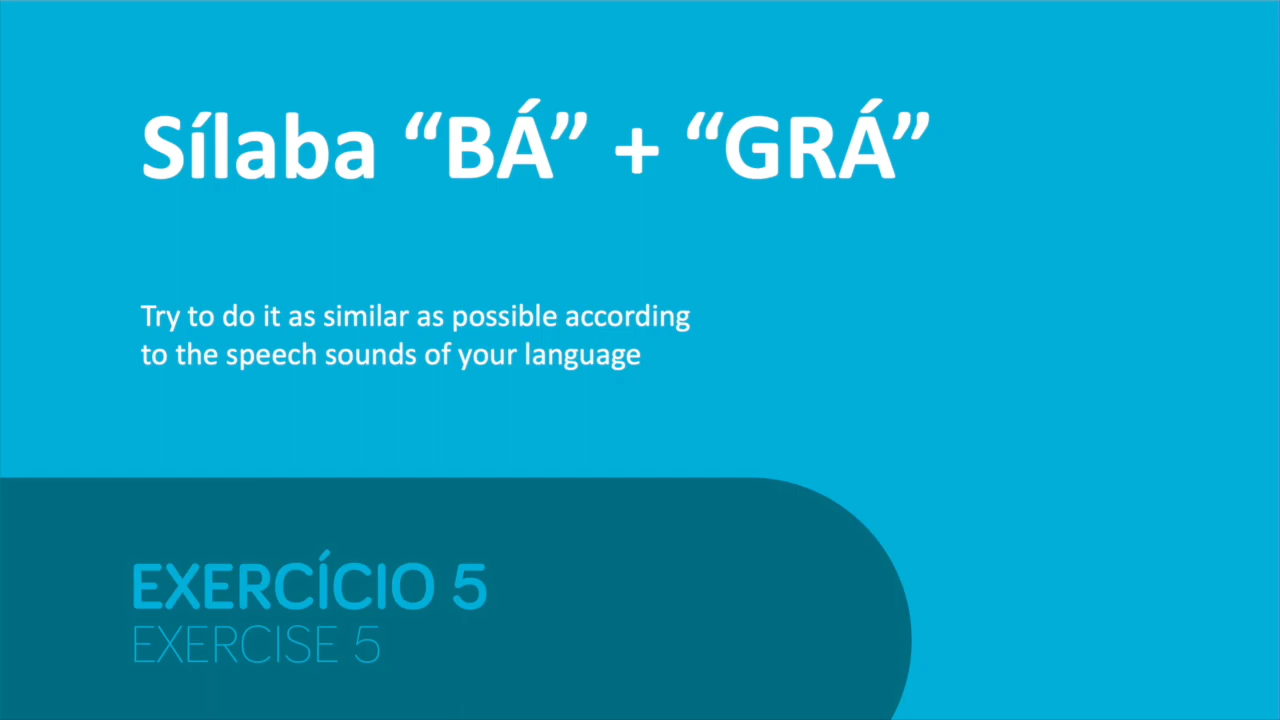 Sílaba “BÁ” + “GRÁ”
Try to do it as similar as possible according
to the speech sounds of your language
EXERCÍCIO 5
EXERCISE 5